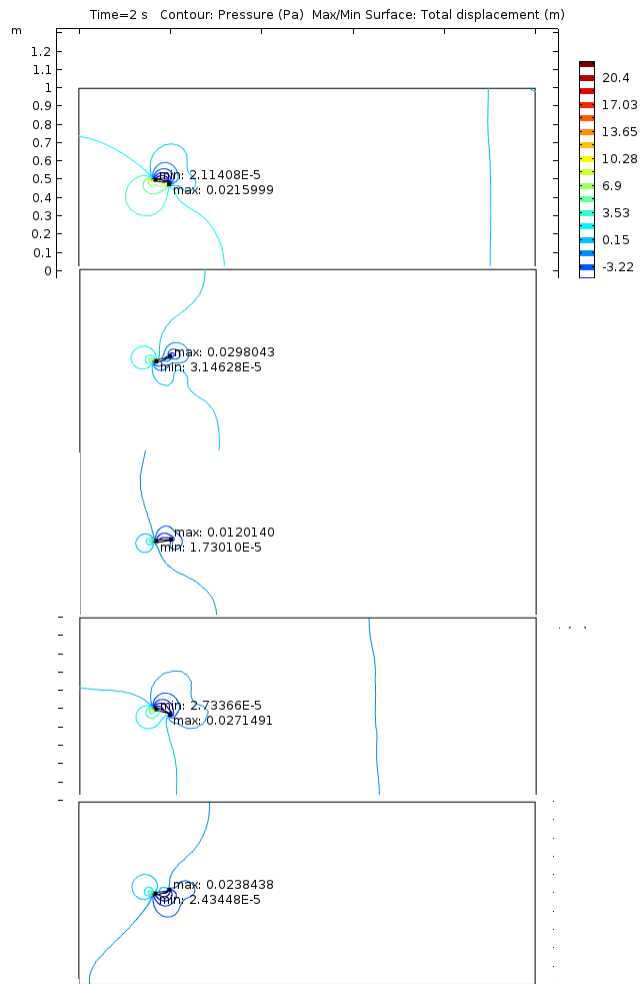 Time=2 s Contour: Pressure (Pa) Max/Min Surface: Total displacement (m)
m
1.2
1.1
1
0.9
0.8
0.7
0.6
0.5
0.4
0.3
0.2
0.1
0
20.4
17.03
13.65
10.28
6.9
3.53
0.15
-3.22
min: 2.11408E-5
max: 0.0215999
max: 0.0298043
min: 3.14628E-5
max: 0.0120140
min: 1.73010E-5
min: 2.73366E-5
max: 0.0271491
max: 0.0238438
min: 2.43448E-5